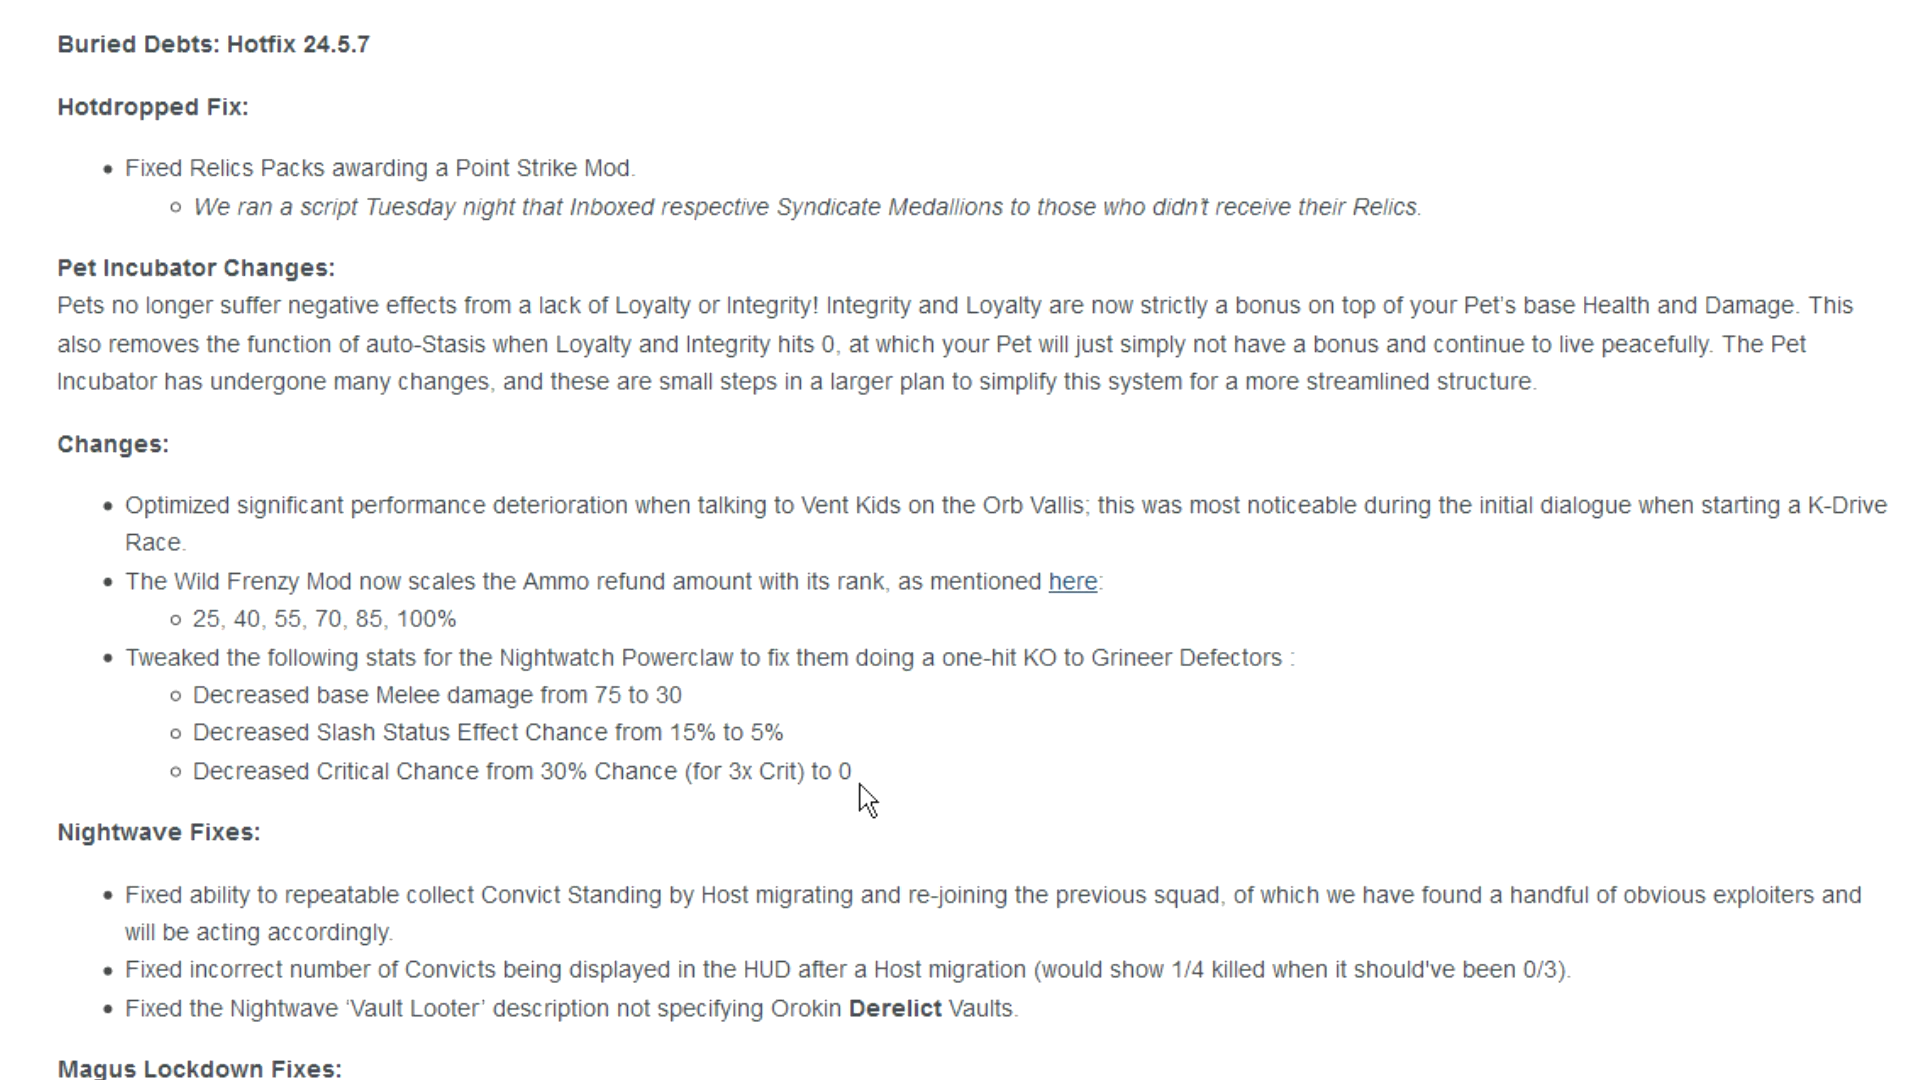 Buried Debts: Hotfix 24.5.7
Hotdropped Fix:
Fixed Relics Packs awarding a Point Strike Mod.
We ran a script Tuesday night that Inboxed respective Syndicate Medallions to those who didn't receive their Relics.
Pet Incubator Changes:
Pets no longer suffer negative effects from a lack of Loyalty or Integrity! Integrity and Loyalty are now strictly a bonus on top of your Pet's base Health and Damage. This
also removes the function of auto-Stasis when Loyalty and Integrity hits 0, at which your Pet will just simply not have a bonus and continue to live peacefully. The Pet
Incubator has undergone many changes, and these are small steps in a larger plan to simplify this system for a more streamlined structure.
Changes:
Optimized significant performance deterioration when talking to Vent Kids on the Orb Vallis; this was most noticeable during the initial dialogue when starting a K-Drive
Race.
The Wild Frenzy Mod now scales the Ammo refund amount with its rank, as mentioned here:
25, 40, 55, 70, 85, 100%
Tweaked the following stats for the Nightwatch Powerclaw to fix them doing a one-hit KO to Grineer Defectors :
Decreased base Melee damage from 75 to 30
Decreased Slash Status Effect Chance from 15% to 5%
Decreased Critical Chance from 30% Chance (for 3x Crit) to 0
Nightwave Fixes:
Fixed ability to repeatable collect Convict Standing by Host migrating and re-joining the previous squad, of which we have found a handful of obvious exploiters and
will be acting accordingly.
Fixed incorrect number of Convicts being displayed in the HUD after a Host migration (would show 1/4 killed when it should've been 0/3).
Fixed the Nightwave ‘Vault Looter’ description not specifying Orokin Derelict Vaults.
Magus Lockdown Fixes: